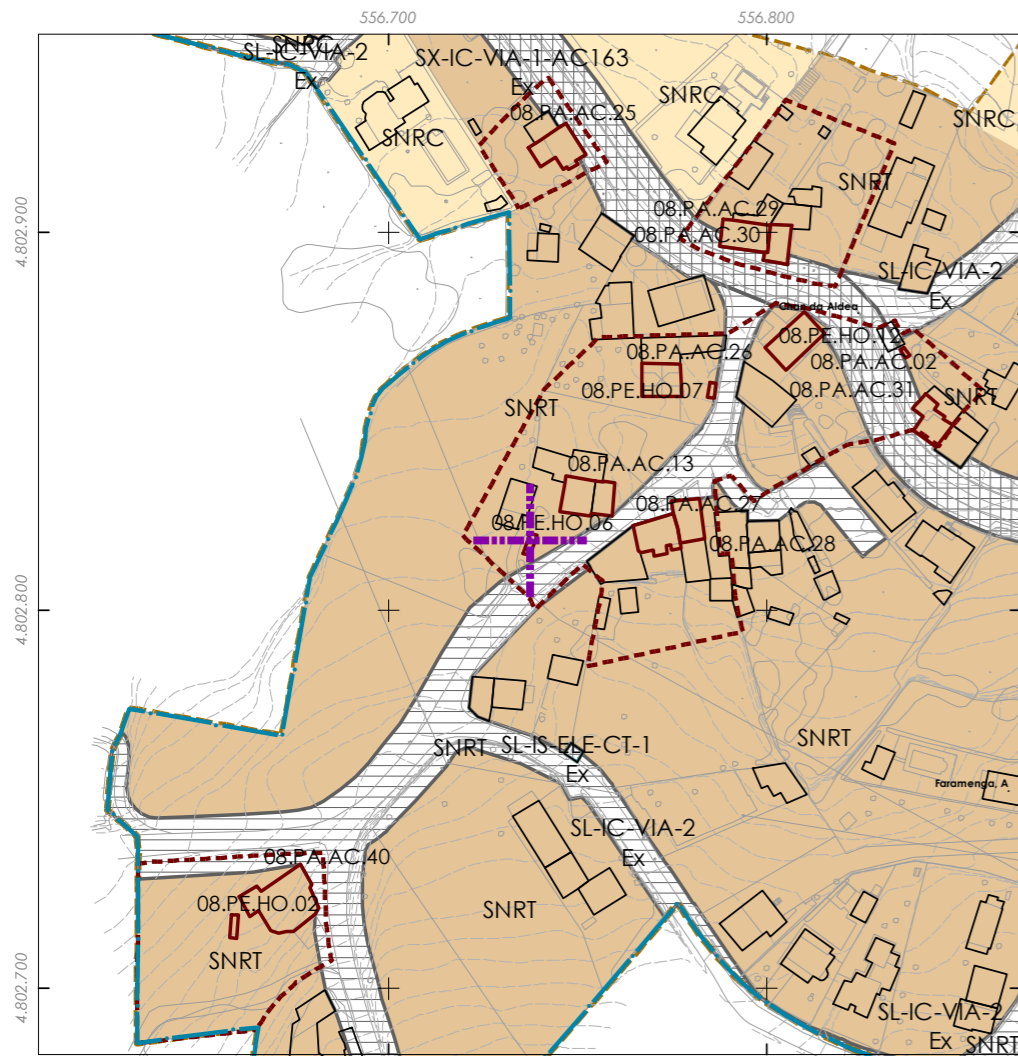 556.700
556.800
SNRC
SL-IC-VIA-2
Ex
SX-IC-VIA-1-AC163
Ex
08.PA.AC.25
SNRC
SNRC
SNRC
SNRT
4.802.900
08.PA.AC.29
08.PA.AC.30
SL-IC-VIA-2
Ex
Chan da Aldea
08.PE.HO.12
08.PA.AC.26
08.PA.AC.02
08.PE.HO.07
08.PA.AC.31
SNRT
SNRT
08.PA.AC.13
08.PA.AC.27
08.PE.HO.06
08.PA.AC.28
4.802.800
SNRT
SL-IS-ELE-CT-1
Ex
SNRT
Faramenga, A
SL-IC-VIA-2
Ex
08.PA.AC.40
08.PE.HO.02
SNRT
SNRT
4.802.700
SL-IC-VIA-2
Ex
SNRT